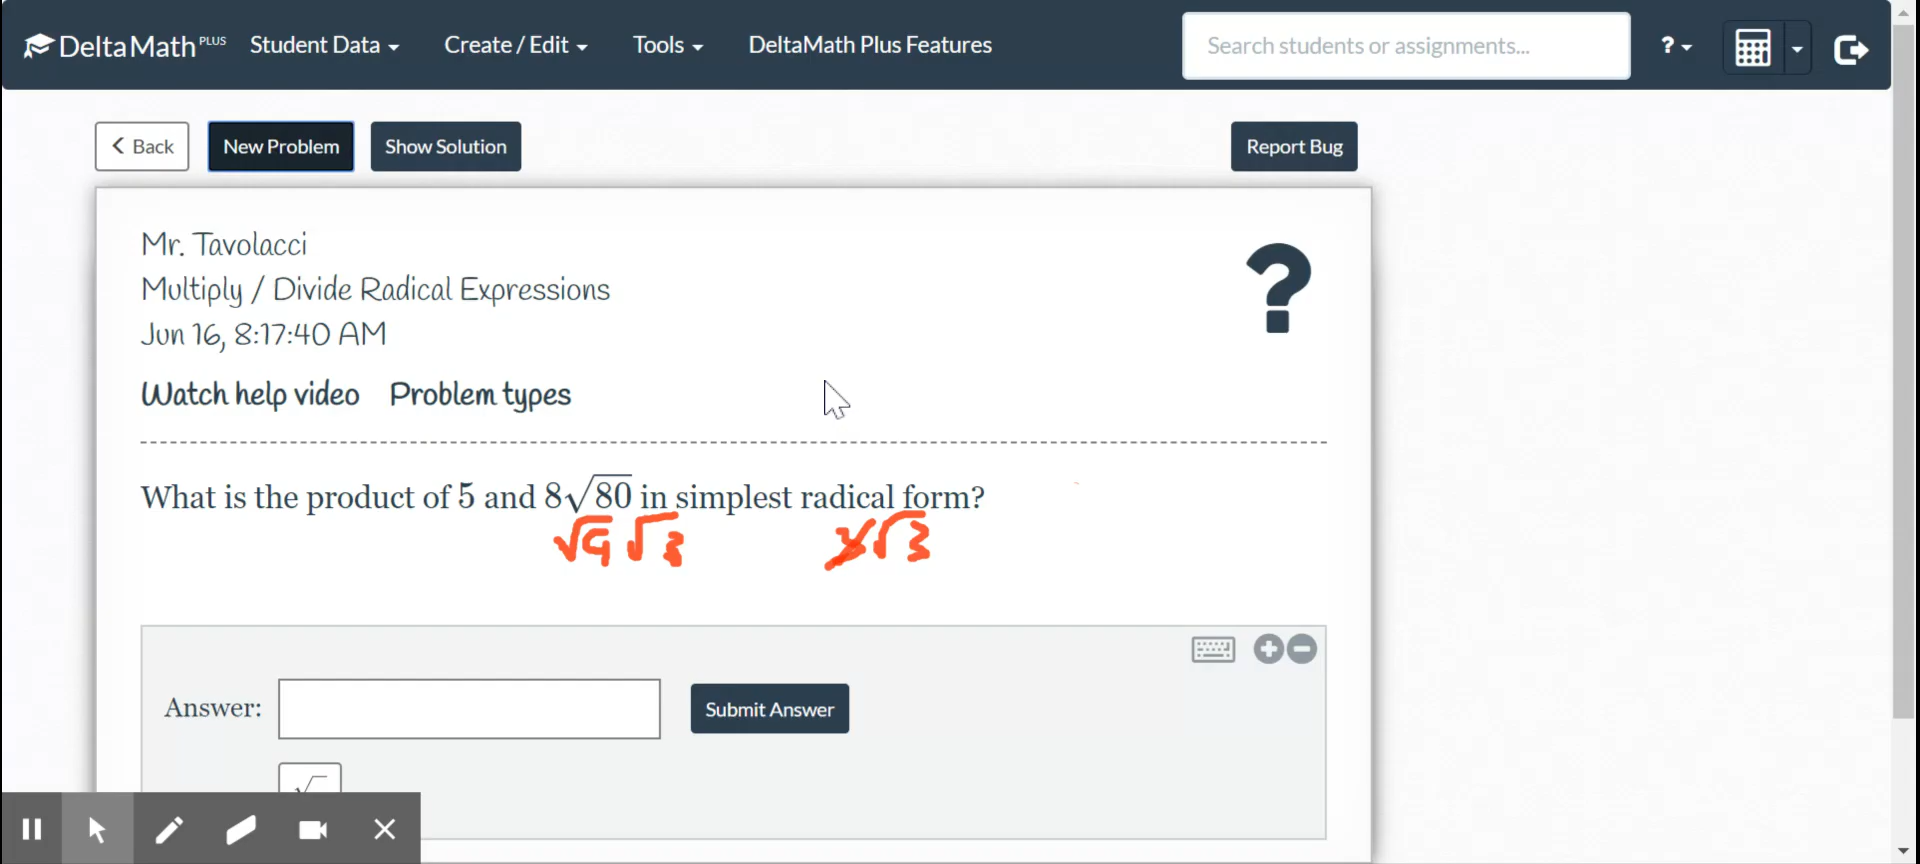 DeltaMath PLUS Student Data Create / Edit Tools DeltaMath Plus Features Search students or assignments... ?
Back New Problem Show Solution Report Bug
Mr. Tavolacci
Multiply / Divide Radical Expressions
Jun 16, 8:17:40 AM
?
Watch help video Problem types
What is the product of 5 and 8√80 in simplest radical form?
√3
Answer: Submit Answer
√